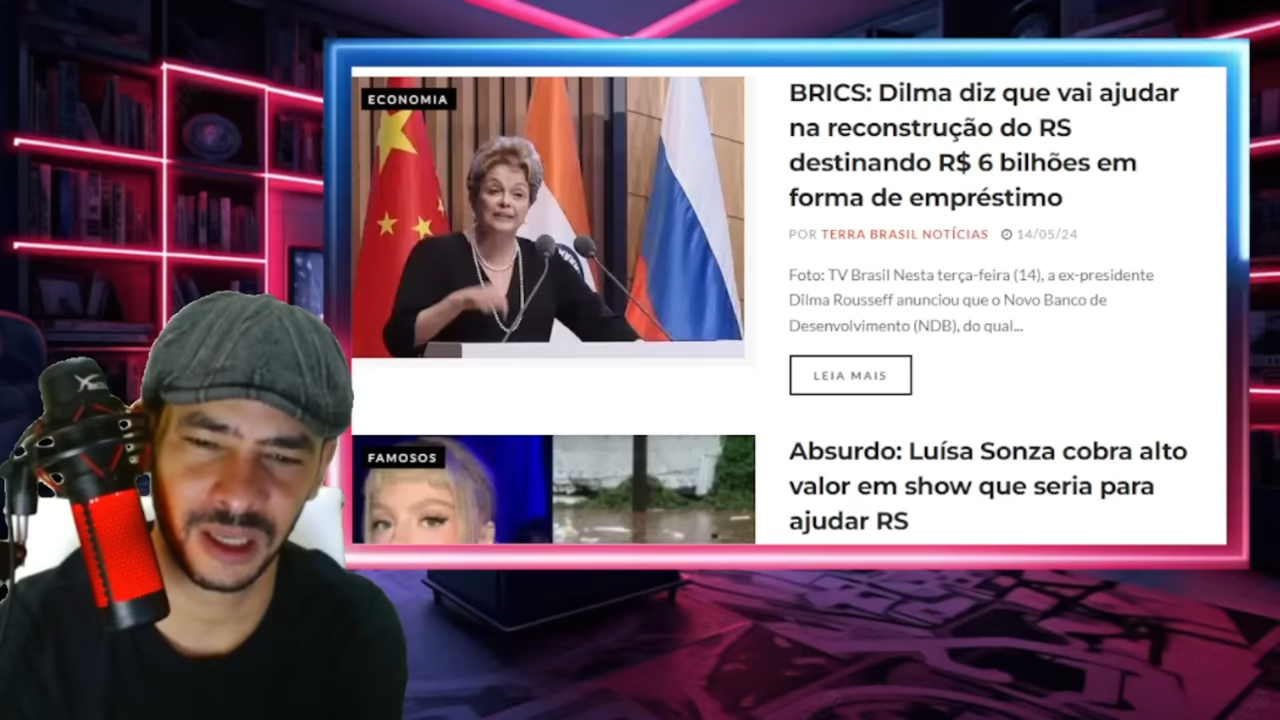 ECONOMIA
BRICS: Dilma diz que vai ajudar
na reconstrução do RS
destinando R$ 6 bilhões em
forma de empréstimo
POR TERRA BRASIL NOTÍCIAS 14/05/24
Foto: TV Brasil Nesta terça-feira (14), a ex-presidente
Dilma Rousseff anunciou que o Novo Banco de
Desenvolvimento (NDB), do qual...
LEIA MAIS
FAMOSOS
Absurdo: Luísa Sonza cobra alto
valor em show que seria para
ajudar RS